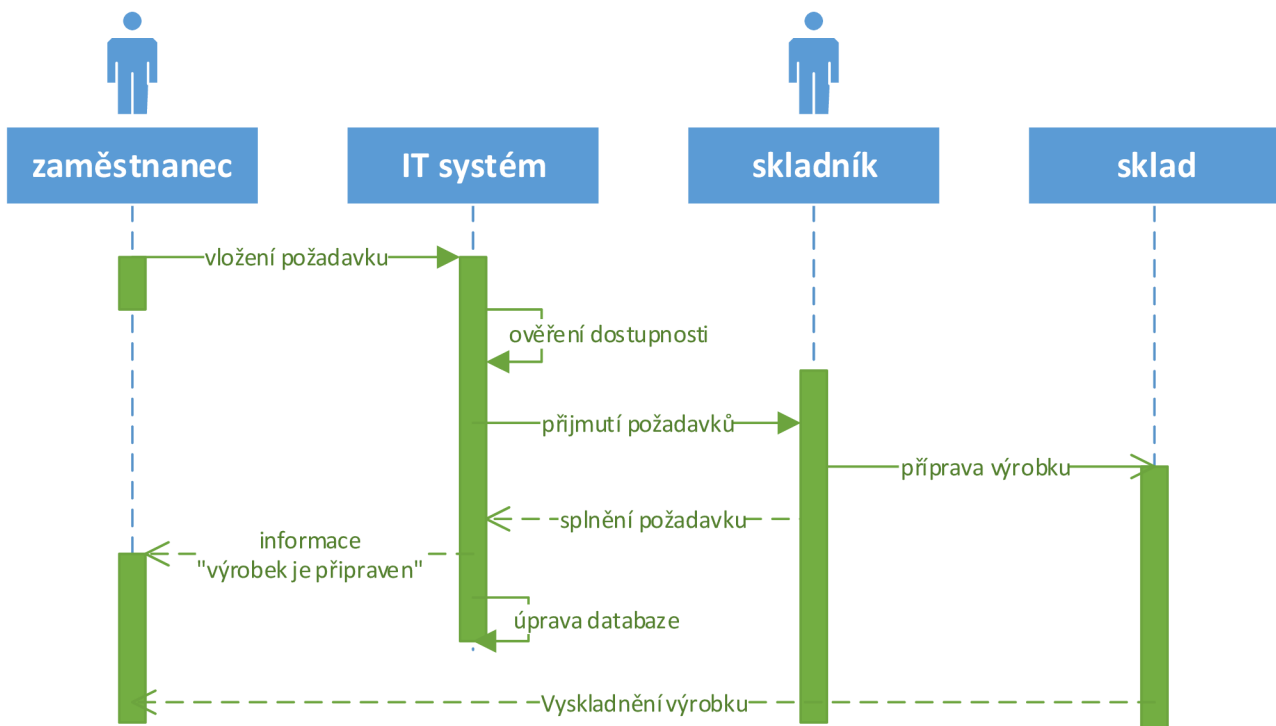 zaměstnanec
IT systém
skladník
sklad
vložení požadavku
ověření dostupnosti
přijmutí požadavků
příprava výrobku
splnění požadavku
informace
"výrobek je připraven"
úprava databaze
Vyskladnění výrobku